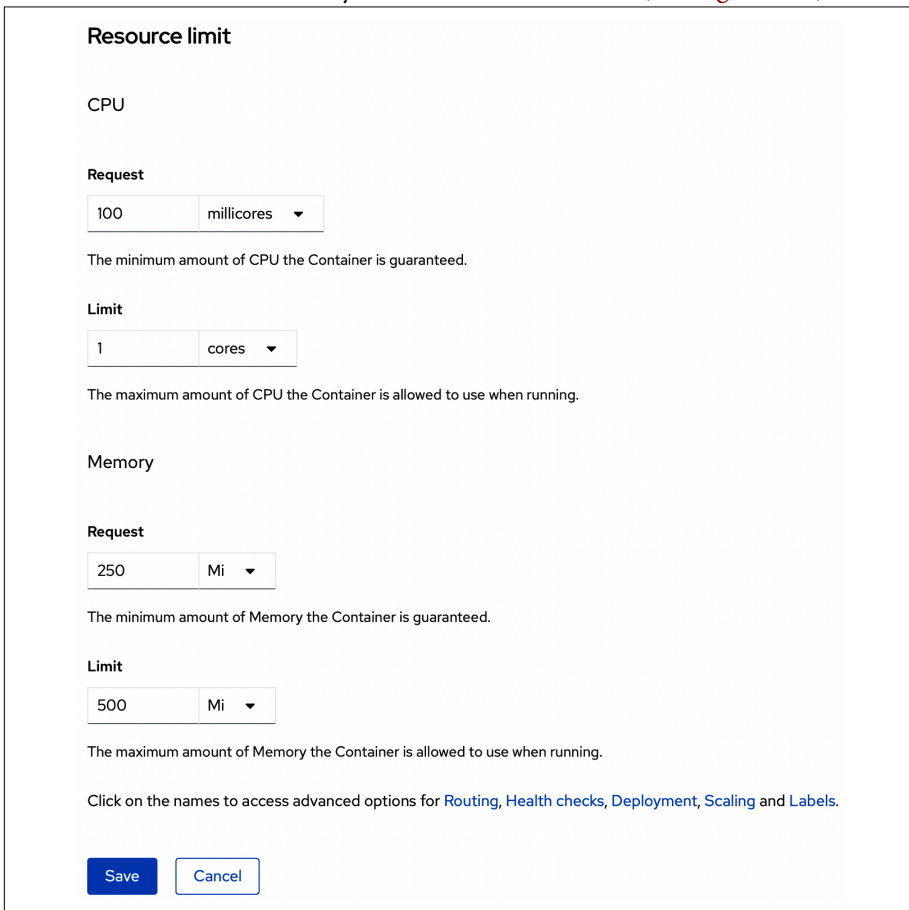 Resource limit
CPU
Request
100 millicores
The minimum amount of CPU the Container is guaranteed.
Limit
1 cores
The maximum amount of CPU the Container is allowed to use when running.
Memory
Request
250 Mi
The minimum amount of Memory the Container is guaranteed.
Limit
500 Mi
The maximum amount of Memory the Container is allowed to use when running.
Click on the names to access advanced options for Routing, Health checks, Deployment, Scaling and Labels.
Save Cancel